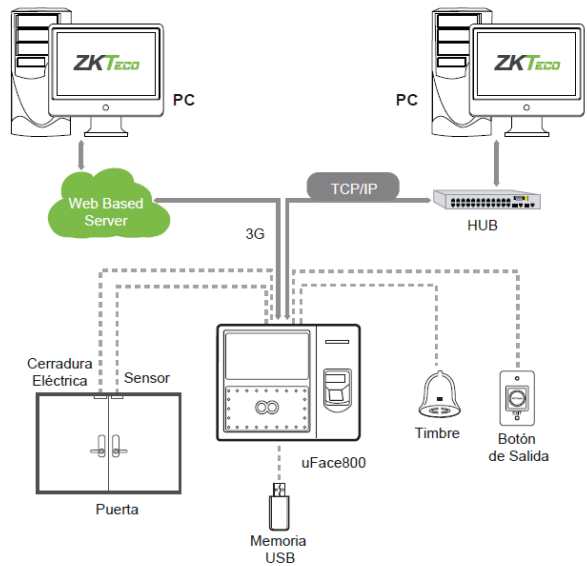 ZKTECO
PC
PC
ZKTECO
Web Based
Server
TCP/IP
3G
HUB
Cerradura
Eléctrica
Sensor
Timbre
Botón
de Salida
EXIT
uFace800
Puerta
Memoria
USB